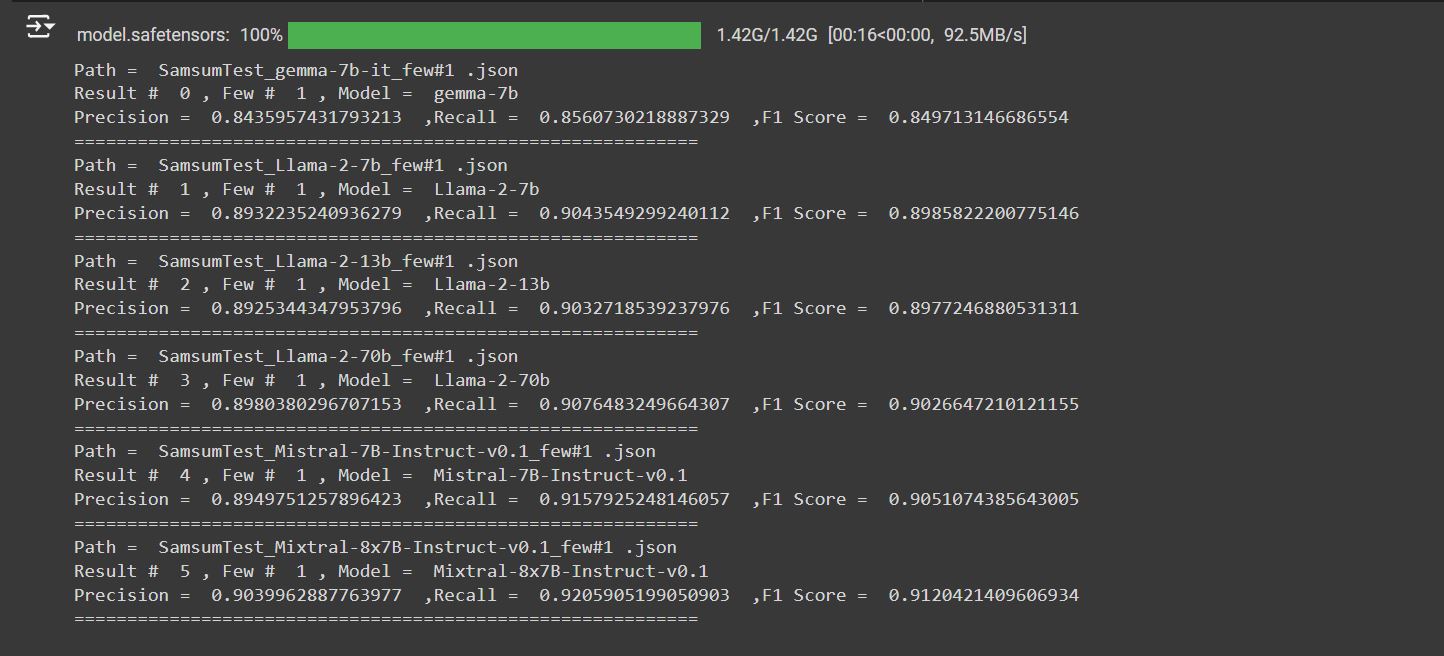 model.safetensors: 100% 1.42G/1.42G [00:16<00:00, 92.5MB/s]
Path =  SamsumTest_gemma-7b-it_few#1 .json
Result #  0 , Few #  1 , Model =  gemma-7b
Precision =  0.8435957431793213  ,Recall =  0.8560730218887329  ,F1 Score =  0.849713146686554
===========================================================
Path =  SamsumTest_Llama-2-7b_few#1 .json
Result #  1 , Few #  1 , Model =  Llama-2-7b
Precision =  0.8932235240936279  ,Recall =  0.9043549299240112  ,F1 Score =  0.8985822200775146
===========================================================
Path =  SamsumTest_Llama-2-13b_few#1 .json
Result #  2 , Few #  1 , Model =  Llama-2-13b
Precision =  0.8925344347953796  ,Recall =  0.9032718539237976  ,F1 Score =  0.8977246880531311
===========================================================
Path =  SamsumTest_Llama-2-70b_few#1 .json
Result #  3 , Few #  1 , Model =  Llama-2-70b
Precision =  0.8980380296707153  ,Recall =  0.9076483249664307  ,F1 Score =  0.9026647210121155
===========================================================
Path =  SamsumTest_Mistral-7B-Instruct-v0.1_few#1 .json
Result #  4 , Few #  1 , Model =  Mistral-7B-Instruct-v0.1
Precision =  0.8949751257896423  ,Recall =  0.9157925248146057  ,F1 Score =  0.9051074385643005
===========================================================
Path =  SamsumTest_Mixtral-8x7B-Instruct-v0.1_few#1 .json
Result #  5 , Few #  1 , Model =  Mixtral-8x7B-Instruct-v0.1
Precision =  0.9039962887763977  ,Recall =  0.9205905199050903  ,F1 Score =  0.9120421409606934
===========================================================